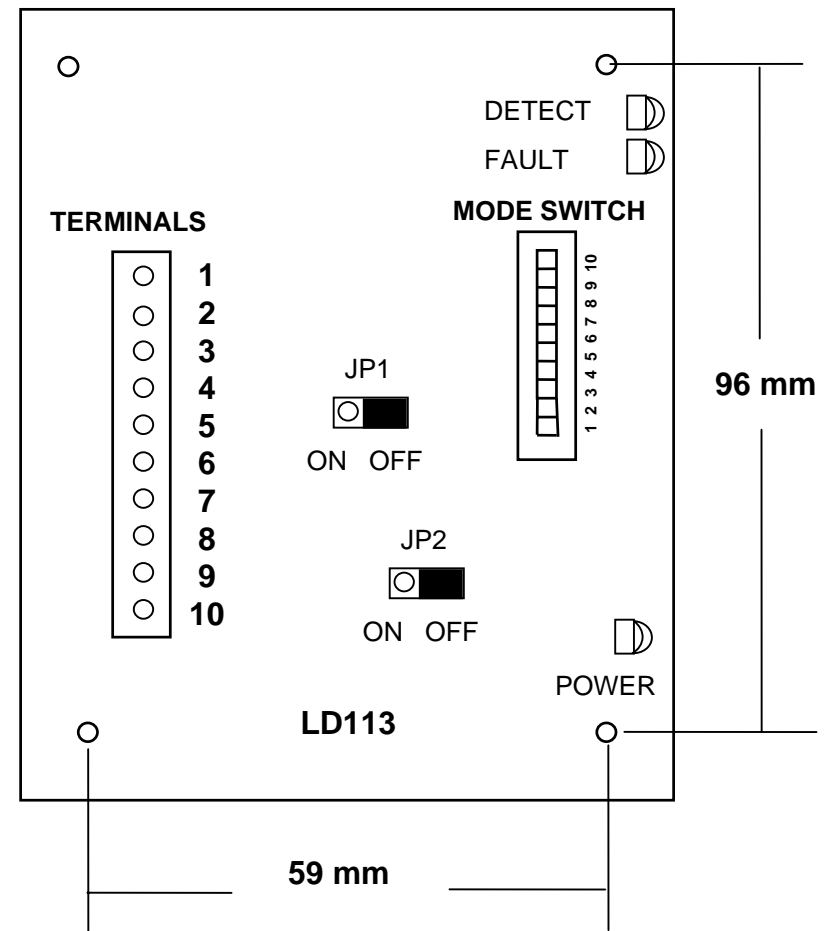 DETECT
FAULT
TERMINALS
MODE SWITCH
1
2
3
4
5
6
7
8
9
10
1 2 3 4 5 6 7 8 9 10
JP1
ON OFF
96 mm
JP2
ON OFF
POWER
LD113
59 mm